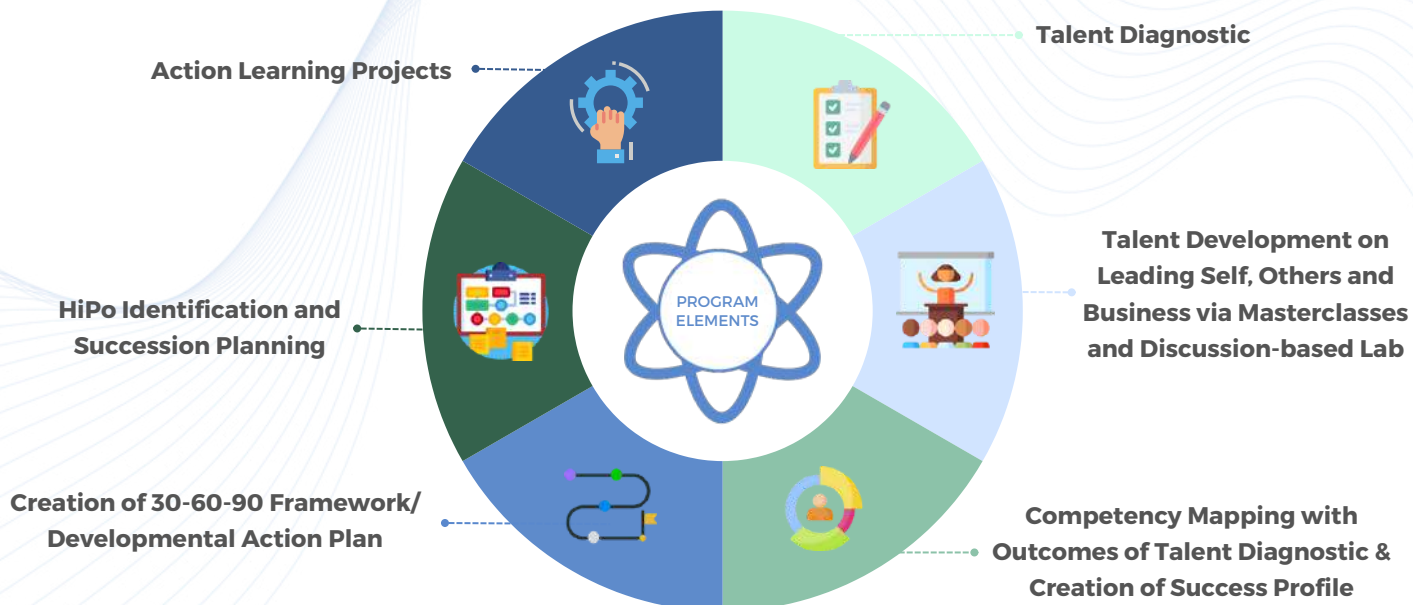 Talent Diagnostic
Action Learning Projects
Talent Development on
Leading Self, Others and
Business via Masterclasses
and Discussion-based Lab
PROGRAM
ELEMENTS
HiPo Identification and
Succession Planning
Creation of 30-60-90 Framework/
Developmental Action Plan
Competency Mapping with
Outcomes of Talent Diagnostic &
Creation of Success Profile